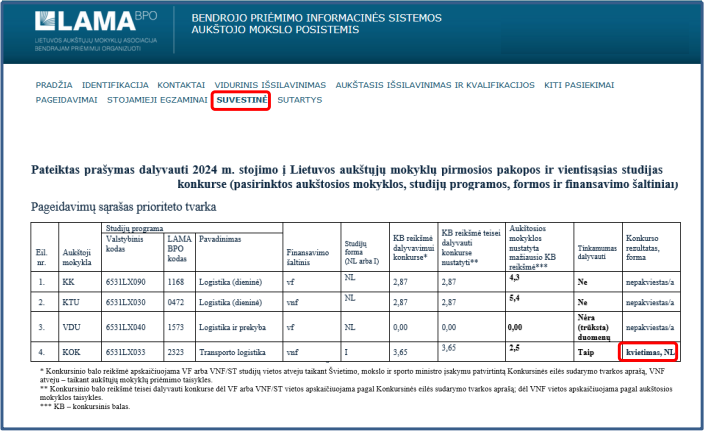 LAMA BPO
LIETUVOS AUKŠTŲJŲ MOKYKLŲ ASOCIACIJA
BENDRAJAM PRIĖMIMUI ORGANIZUOTI
BENDROJO PRIĖMIMO INFORMACINĖS SISTEMOS
AUKŠTOJO MOKSLO POSISTEMIS
PRADŽIA IDENTIFIKACIJA KONTAKTAI VIDURINIS IŠSILAVINIMAS AUKŠTASIS IŠSILAVINIMAS IR KVALIFIKACIJOS KITI PASIEKIMAI
PAGEIDAVIMAI STOJAMIEJI EGZAMINAI SUVESTINĖ SUTARTYS
Pateiktas prašymas dalyvauti 2024 m. stojimo į Lietuvos aukštųjų mokyklų pirmosios pakopos ir vientisąsias studijas
konkurse (pasirinktos aukštosios mokyklos, studijų programos, formos ir finansavimo šaltiniai)
Pageidavimų sąrašas prioriteto tvarka
Eil. nr. Aukštoji mokykla Studijų programa Valstybinis kodas LAMA BPO kodas Pavadinimas Finansavimo šaltinis Studijų forma (NL arba I) KB reikšmė dalyvavimui konkurse* KB reikšmė teisei dalyvauti konkurse nustatyti** Aukštosios mokyklos nustatyta mažiausio KB reikšmė*** Tinkamumas dalyvauti Konkurso rezultatas, forma
1. KK 6531LX090 1168 Logistika (dieninė) vf NL 2,87 2,87 4,3 Ne nepakviestas/a
2. KTU 6531LX030 0472 Logistika (dieninė) vnf NL 2,87 2,87 5,4 Ne nepakviestas/a
3. VDU 6531LX040 1573 Logistika ir prekyba vf NL 0,00 0,00 0,00 Nėra (trūksta) duomenų nepakviestas/a
4. KOK 6531LX033 2323 Transporto logistika vnf I 3,65 3,65 2,5 Taip kvietimas, NL
* Konkursinio balo reikšmė apskaičiuojama VF arba VNF/ST studijų vietos atveju taikant Švietimo, mokslo ir sporto ministro įsakymu patvirtintą Konkursinės eilės sudarymo tvarkos aprašą, VNF
atveju – taikant aukštųjų mokyklų priėmimo taisykles.
** Konkursinio balo reikšmė teisei dalyvauti konkurse dėl VF arba VNF/ST vietos apskaičiuojama pagal Konkursinės eilės sudarymo tvarkos aprašą; dėl VNF vietos apskaičiuojama pagal aukštosios
mokyklos taisykles.
*** KB – konkursinis balas.